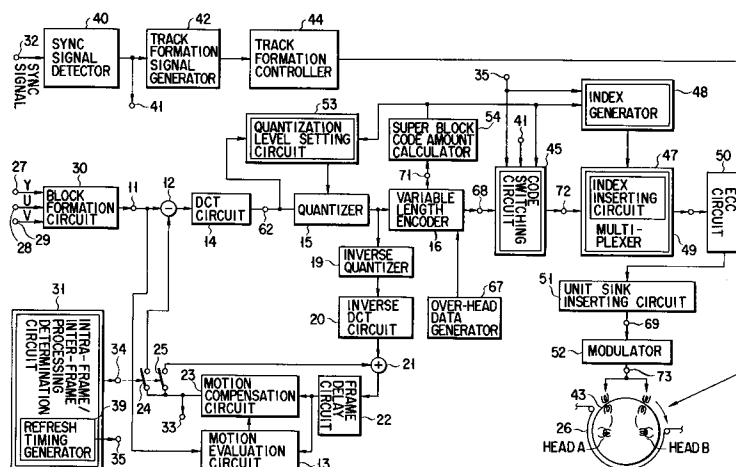 40
42
44
32
SYNC
SIGNAL
SYNC
SIGNAL
DETECTOR
TRACK
FORMATION
SIGNAL
GENERATOR
TRACK
FORMATION
CONTROLLER
41
53
QUANTIZATION
LEVEL SETTING
CIRCUIT
SUPER BLOCK
CODE AMOUNT
CALCULATOR
54
35
41
45
INDEX
GENERATOR
48
27
Y
U
V
28
29
30
BLOCK
FORMATION
CIRCUIT
11
12
DCT
CIRCUIT
14
62
QUANTIZER
15
71
VARIABLE
LENGTH
ENCODER
16
68
CODE
SWITCHING
CIRCUIT
72
47
INDEX
INSERTING
CIRCUIT
MULTI-
PLEXER
49
50
ECC
CIRCUIT
19
INVERSE
QUANTIZER
20
INVERSE
DCT
CIRCUIT
67
OVER-HEAD
DATA
GENERATOR
51
UNIT SINK
INSERTING CIRCUIT
69
52
MODULATOR
73
31
INTRA-FRAME/
INTER-FRAME
PROCESSING
DETERMINATION
CIRCUIT
34
25
24
23
MOTION
COMPENSATION
CIRCUIT
21
FRAME
DELAY
CIRCUIT
22
33
39
REFRESH
TIMING
GENERATOR
35
MOTION
EVALUATION
CIRCUIT
13
43
26
HEAD A
HEAD B